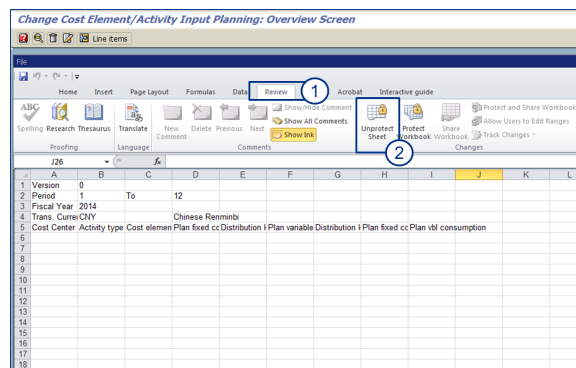 Change Cost Element/Activity Input Planning: Overview Screen
Line items
File
Home Insert Page Layout Formulas Data Review 1 Acrobat Interactive guide
ABC Show/Hide Comment Protect and Share Workbook
Show All Comments Allow Users to Edit Ranges
Show Ink Track Changes
Spelling Research Thesaurus Translate New Comment Delete Previous Next Unprotect Sheet Protect Workbook Share Workbook
2
Proofing Language Comments Changes
J26 fx
A B C D E F G H I J K L
1 Version 0
2 Period 1 To 12
3 Fiscal Year 2014
4 Trans. Curre CNY Chinese Renminbi
5 Cost Center Activity type Cost elemen Plan fixed cc Distribution k Plan variable Distribution k Plan fixed cc Plan vbl consumption
6
7
8
9
10
11
12
13
14
15
16
17
18